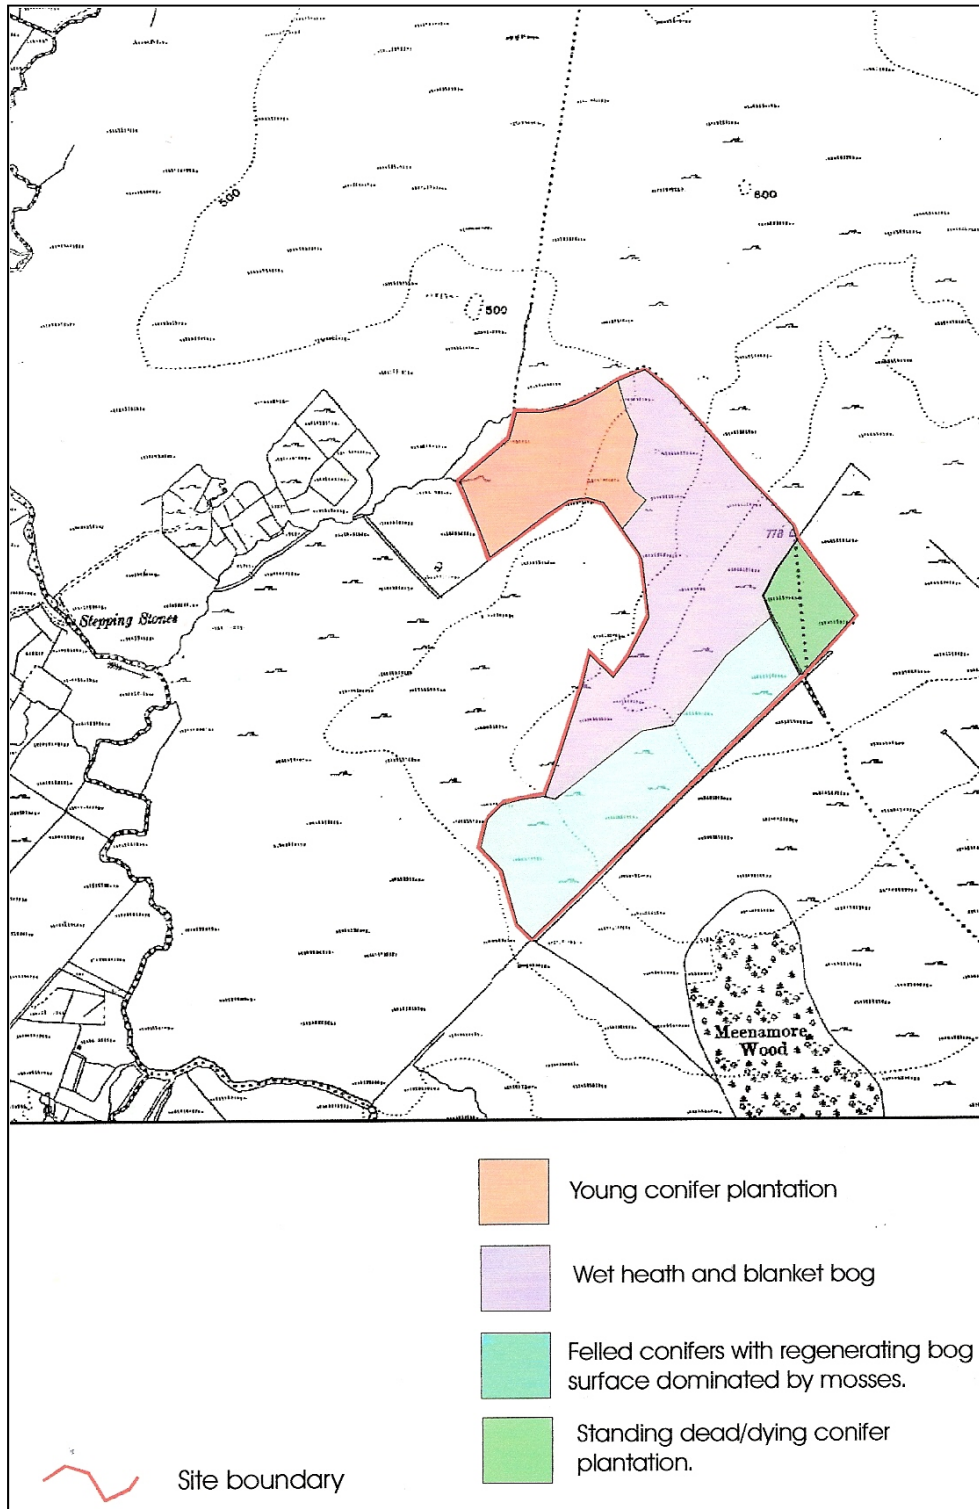 500
600
500
778
Stepping Stones
Meenamore
Wood
Young conifer plantation
Wet heath and blanket bog
Felled conifers with regenerating bog
surface dominated by mosses.
Standing dead/dying conifer
plantation.
Site boundary